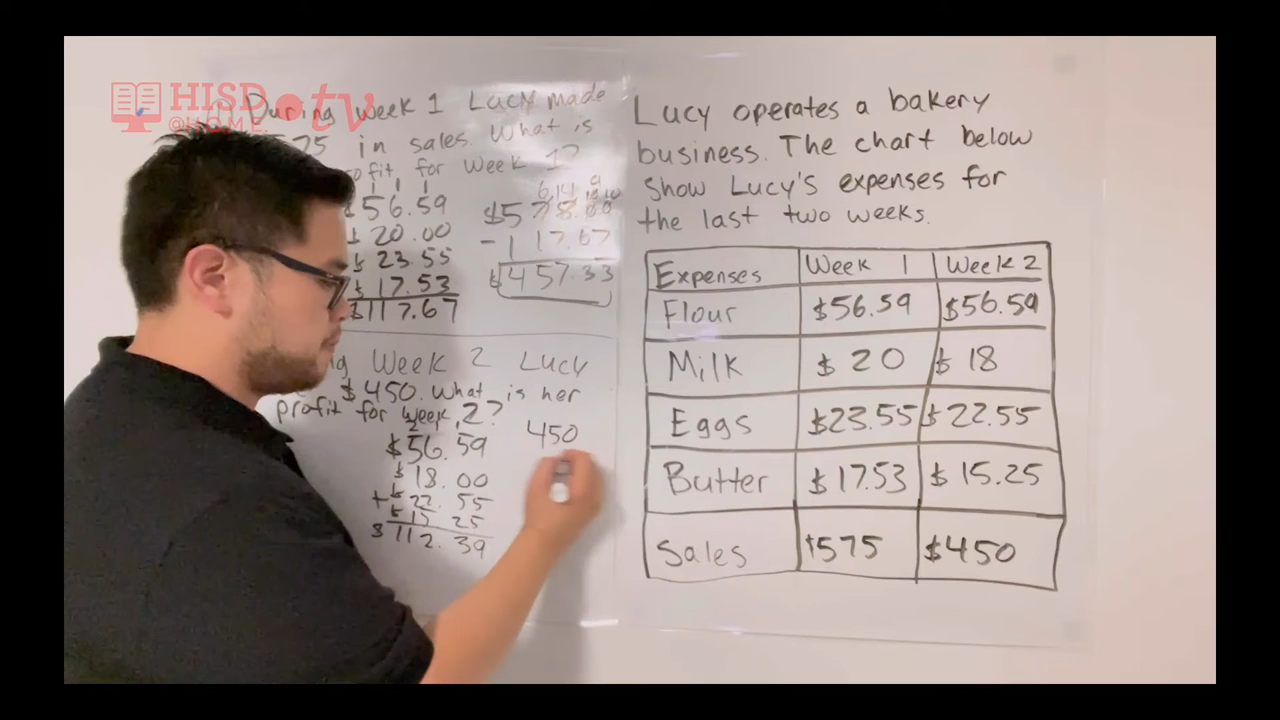 HISD
@HOME.
tv
During week 1 Lucy made
75 in sales. What is
ofit for Week 1?
$56.59
$20.00
$23.55
$17.53
$117.67
- 117.67
$457.33
Week 2 Lucy
$450. What is her
profit for week 2?
$56.59
$18.00
+ $22.55
$15.25
$112.39
450
Lucy operates a bakery
business. The chart below
show Lucy's expenses for
the last two weeks.
Expenses Week 1 Week 2
Flour $56.59 $56.59
Milk $20 $18
Eggs $23.55 $22.55
Butter $17.53 $15.25
Sales $575 $450